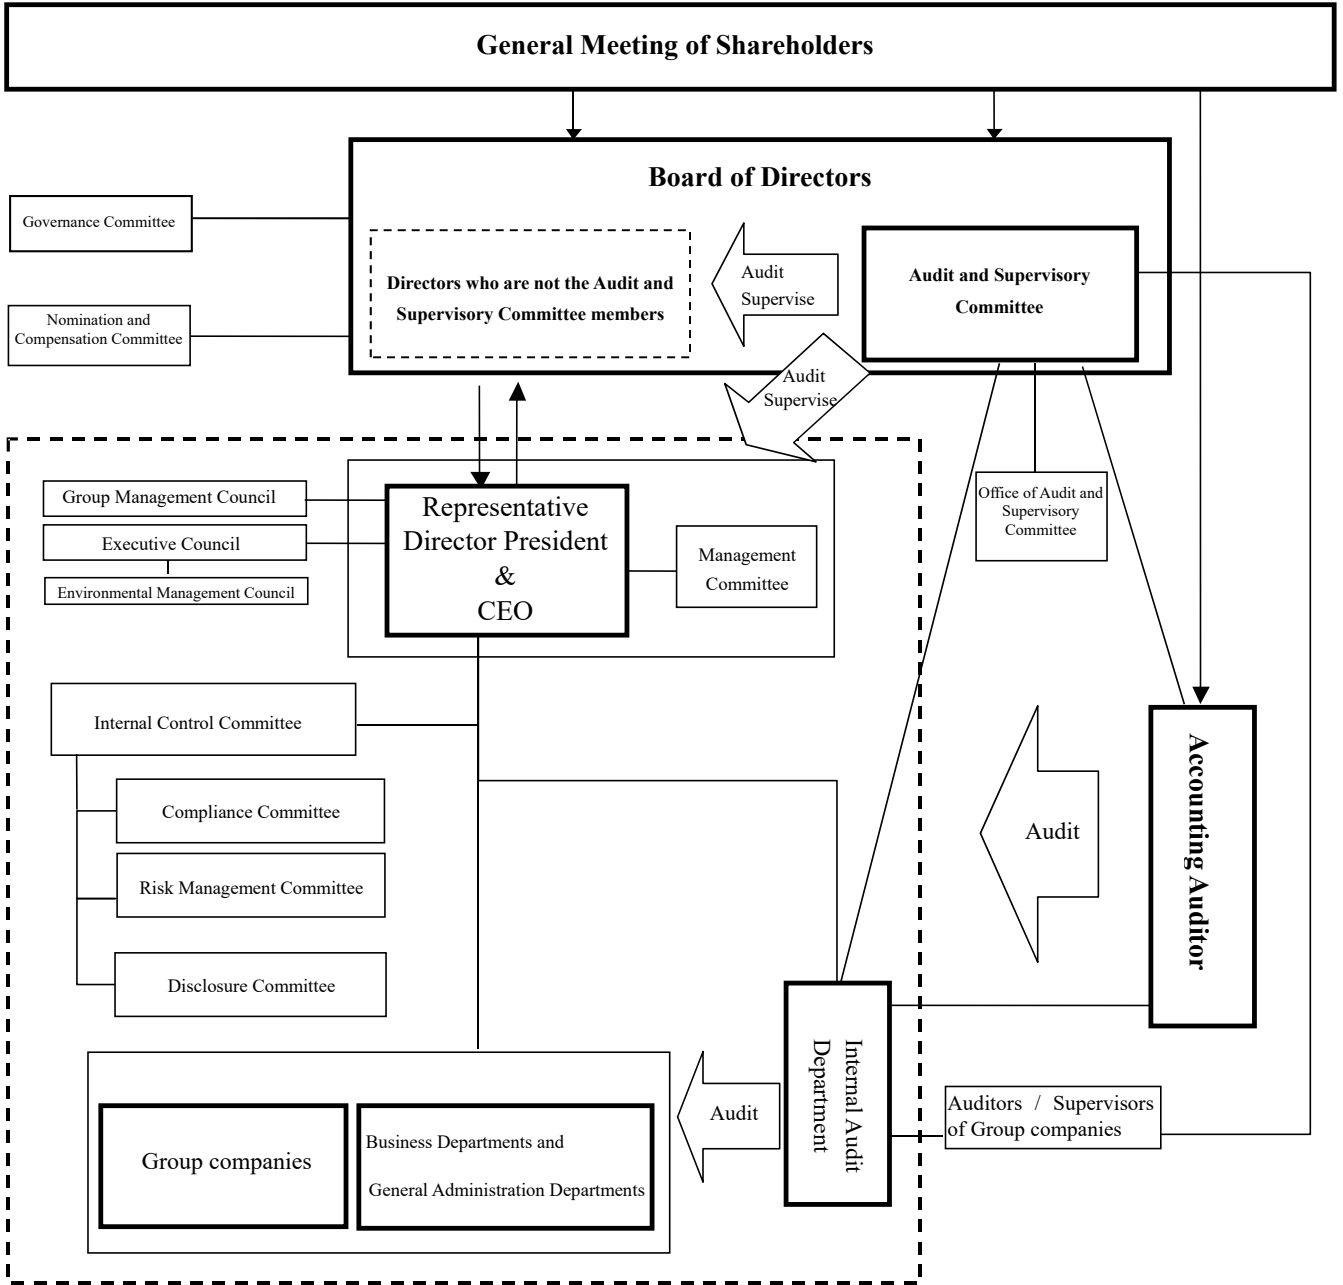 General Meeting of Shareholders
Board of Directors
Governance Committee
Nomination and
Compensation Committee
Directors who are not the Audit and
Supervisory Committee members
Audit
Supervise
Audit and Supervisory
Committee
Audit
Supervise
Group Management Council
Executive Council
Environmental Management Council
Representative
Director President
&
CEO
Management
Committee
Office of Audit and
Supervisory
Committee
Internal Control Committee
Compliance Committee
Risk Management Committee
Disclosure Committee
Audit
Accounting Auditor
Internal Audit
Department
Audit
Auditors / Supervisors
of Group companies
Group companies
Business Departments and
General Administration Departments